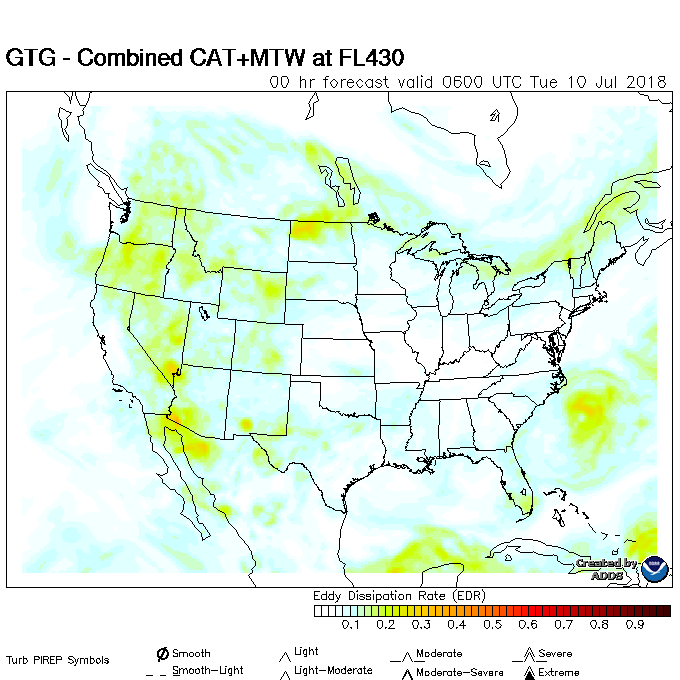 GTG - Combined CAT+MTW at FL430
00 hr forecast valid 0600 UTC Tue 10 Jul 2018
Created by
ADDS
Eddy Dissipation Rate (EDR)
0.1 0.2 0.3 0.4 0.5 0.6 0.7 0.8 0.9
Turb PIREP Symbols
Smooth Light Moderate Severe
Smooth-Light Light-Moderate Moderate-Severe Extreme